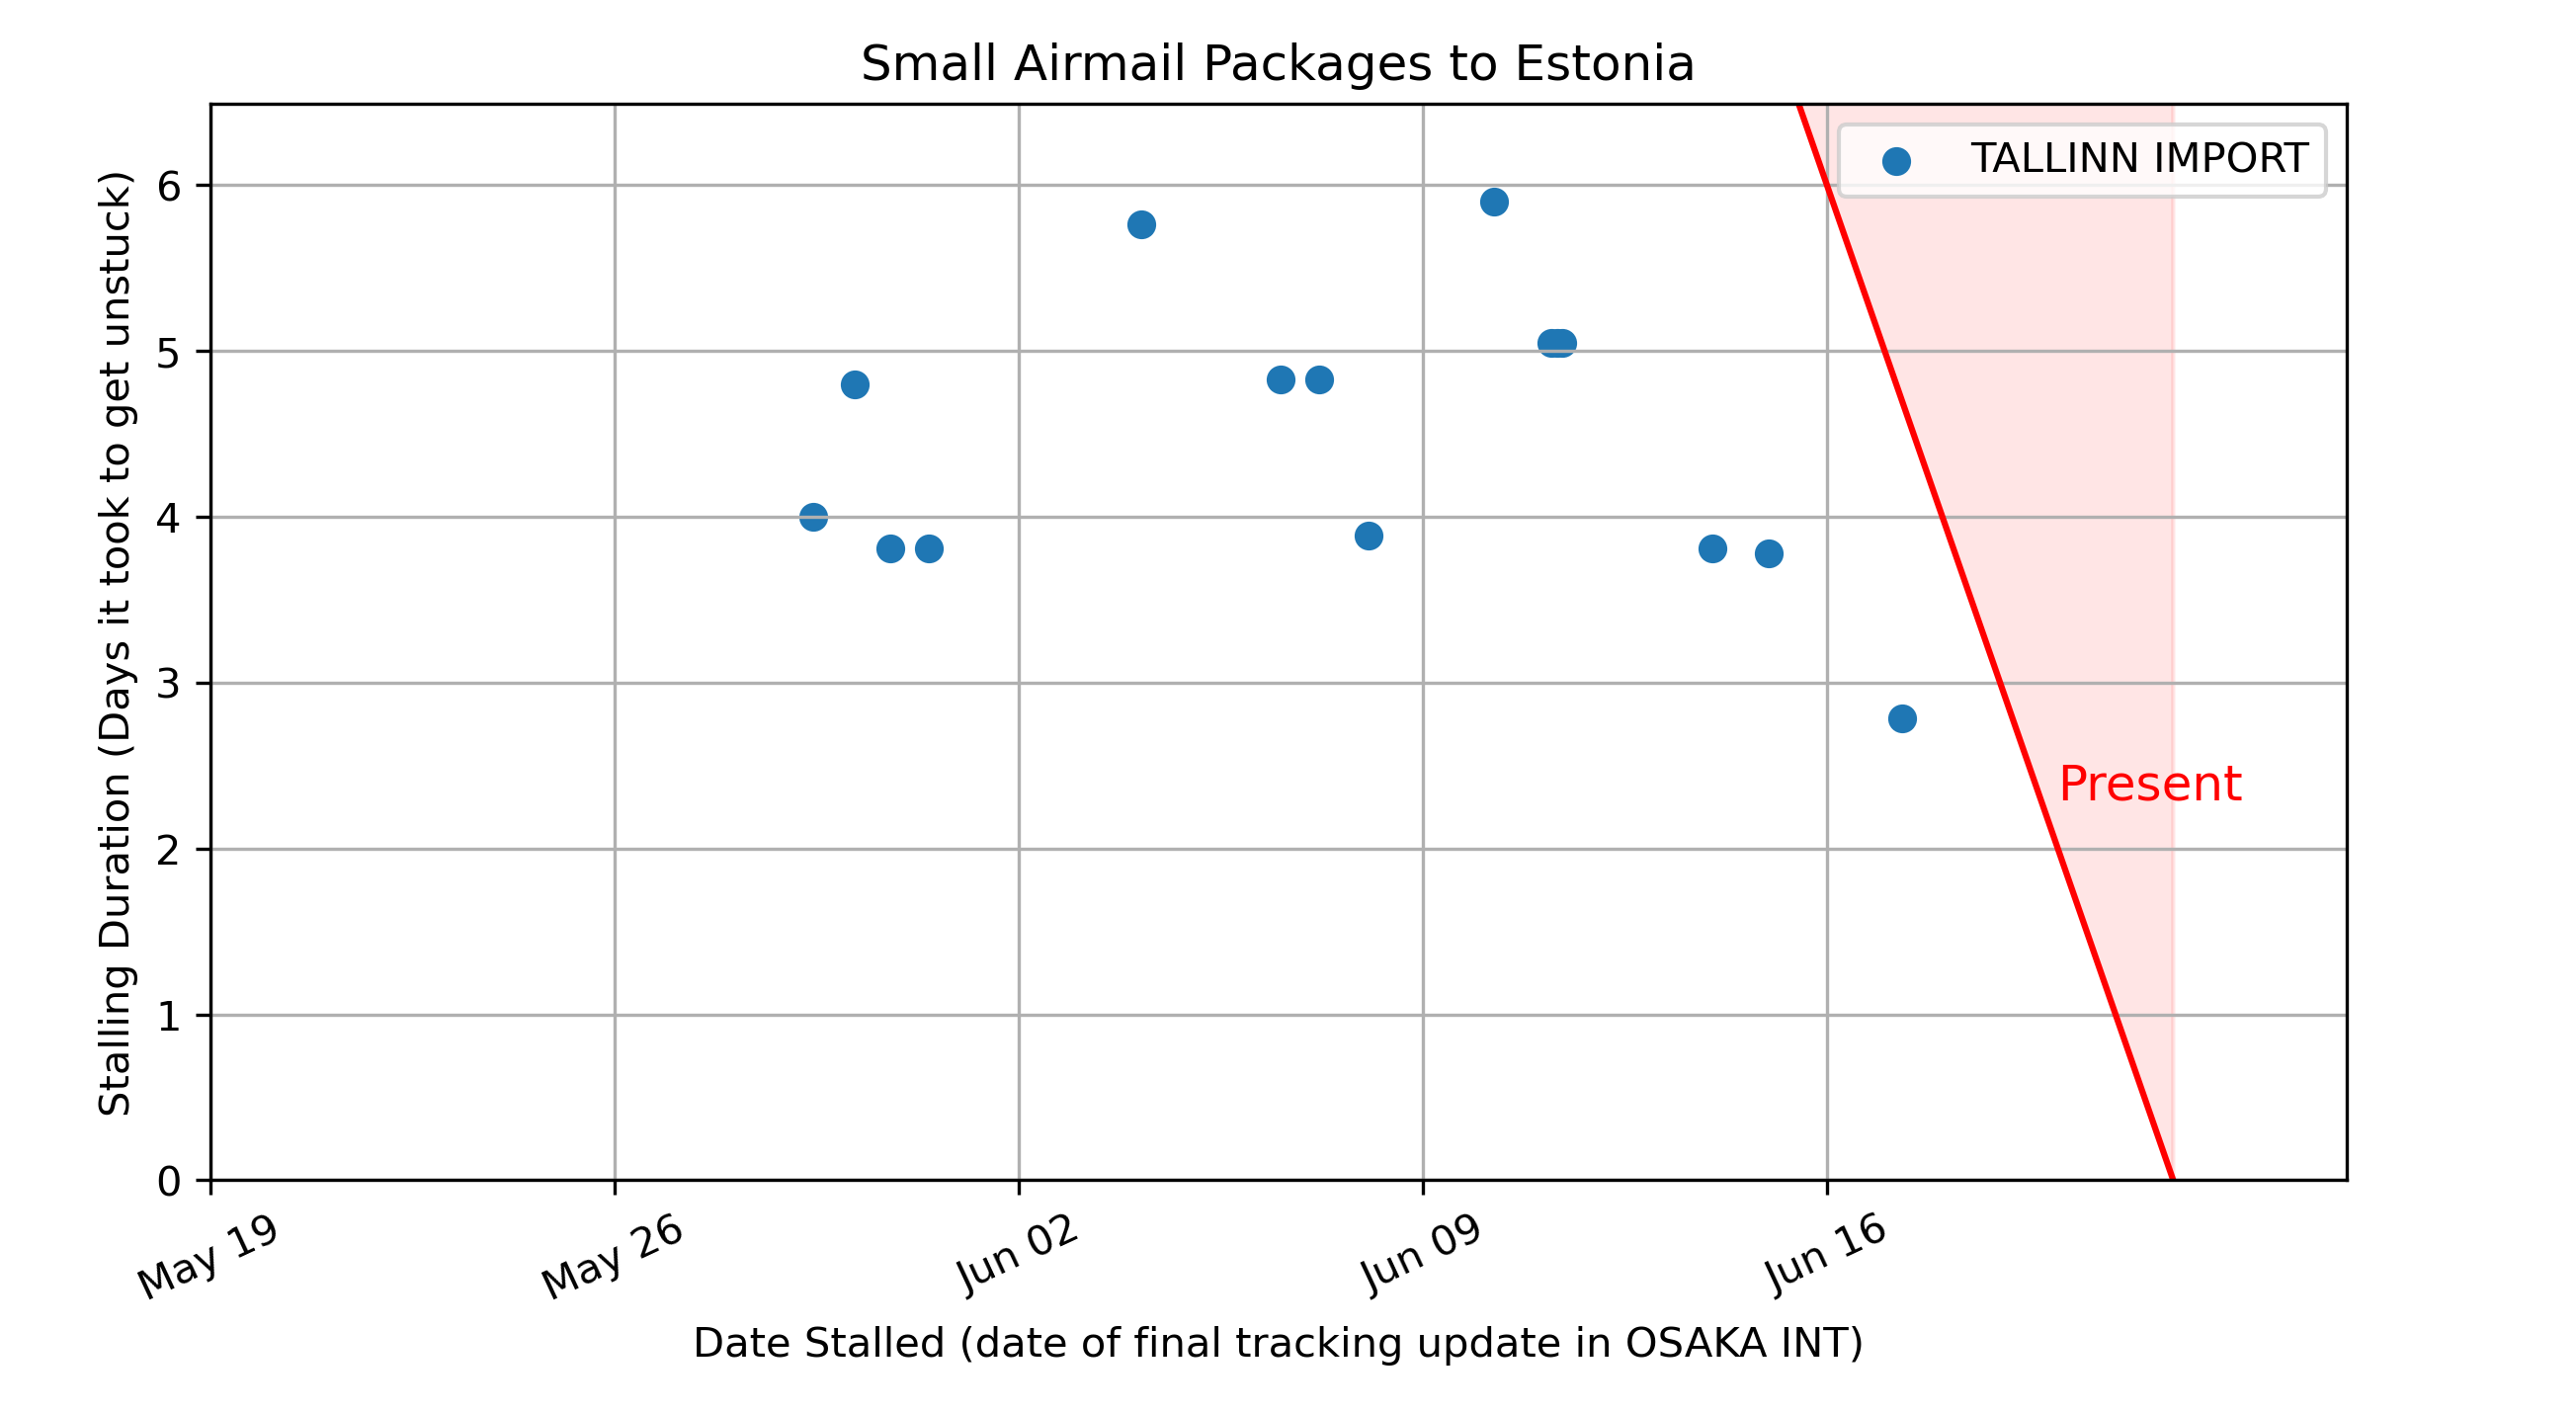 Small Airmail Packages to Estonia
TALLINN IMPORT
Stalling Duration (Days it took to get unstuck)
6
5
4
3
2
1
0
Present
May 19
May 26
Jun 02
Jun 09
Jun 16
Date Stalled (date of final tracking update in OSAKA INT)